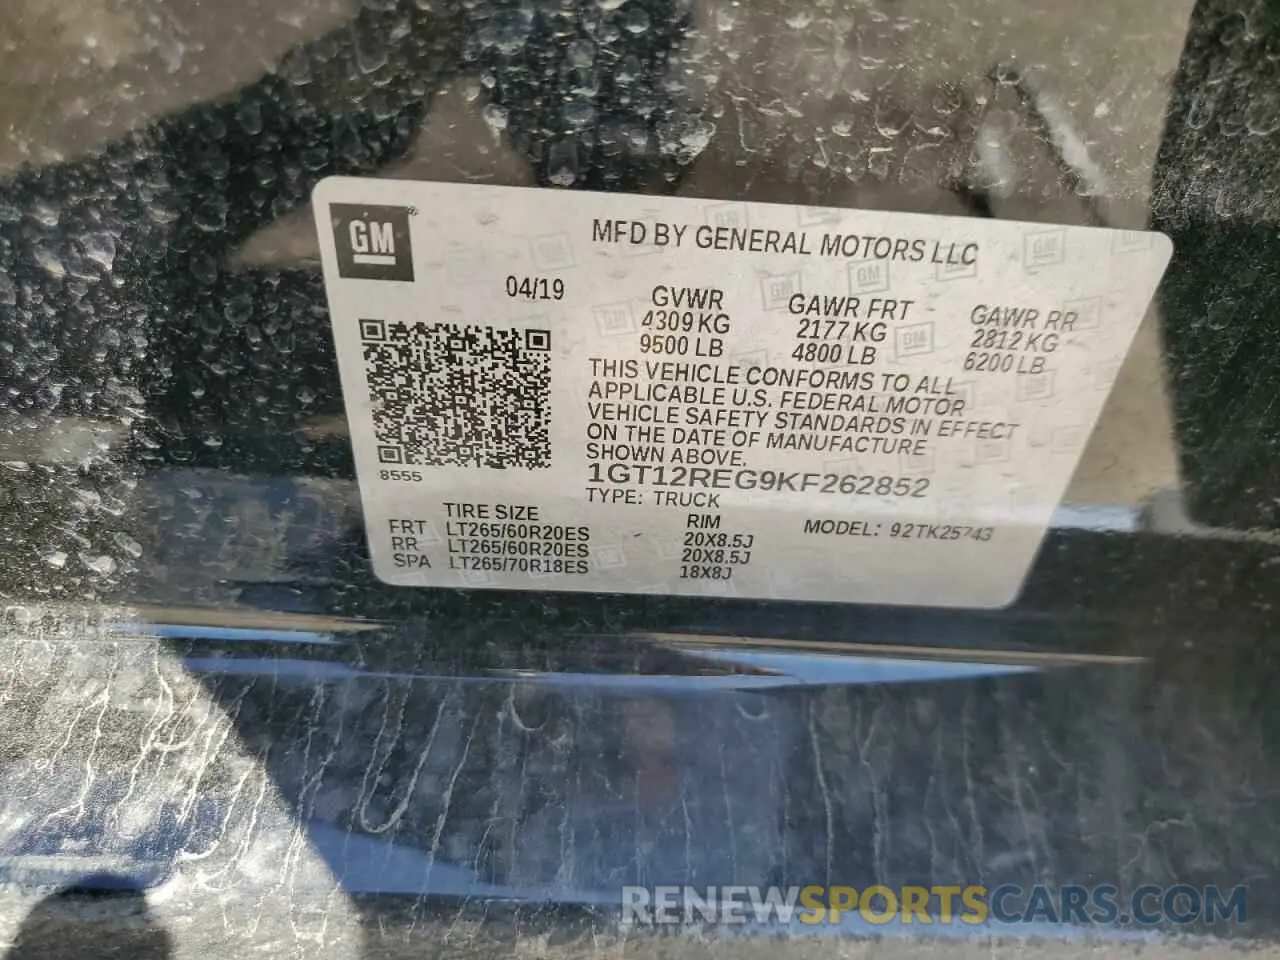 GM
MFD BY GENERAL MOTORS LLC
04/19
GVWR GAWR FRT GAWR RR
4309 KG 2177 KG 2812 KG
9500 LB 4800 LB 6200 LB
THIS VEHICLE CONFORMS TO ALL
APPLICABLE U.S. FEDERAL MOTOR
VEHICLE SAFETY STANDARDS IN EFFECT
ON THE DATE OF MANUFACTURE
SHOWN ABOVE.
8555
1GT12REG9KF262852
TYPE: TRUCK
TIRE SIZE RIM MODEL: 92TK25743
FRT LT265/60R20ES 20X8.5J
RR LT265/60R20ES 20X8.5J
SPA LT265/70R18ES 18X8J
RENEWSPORTSCARS.COM